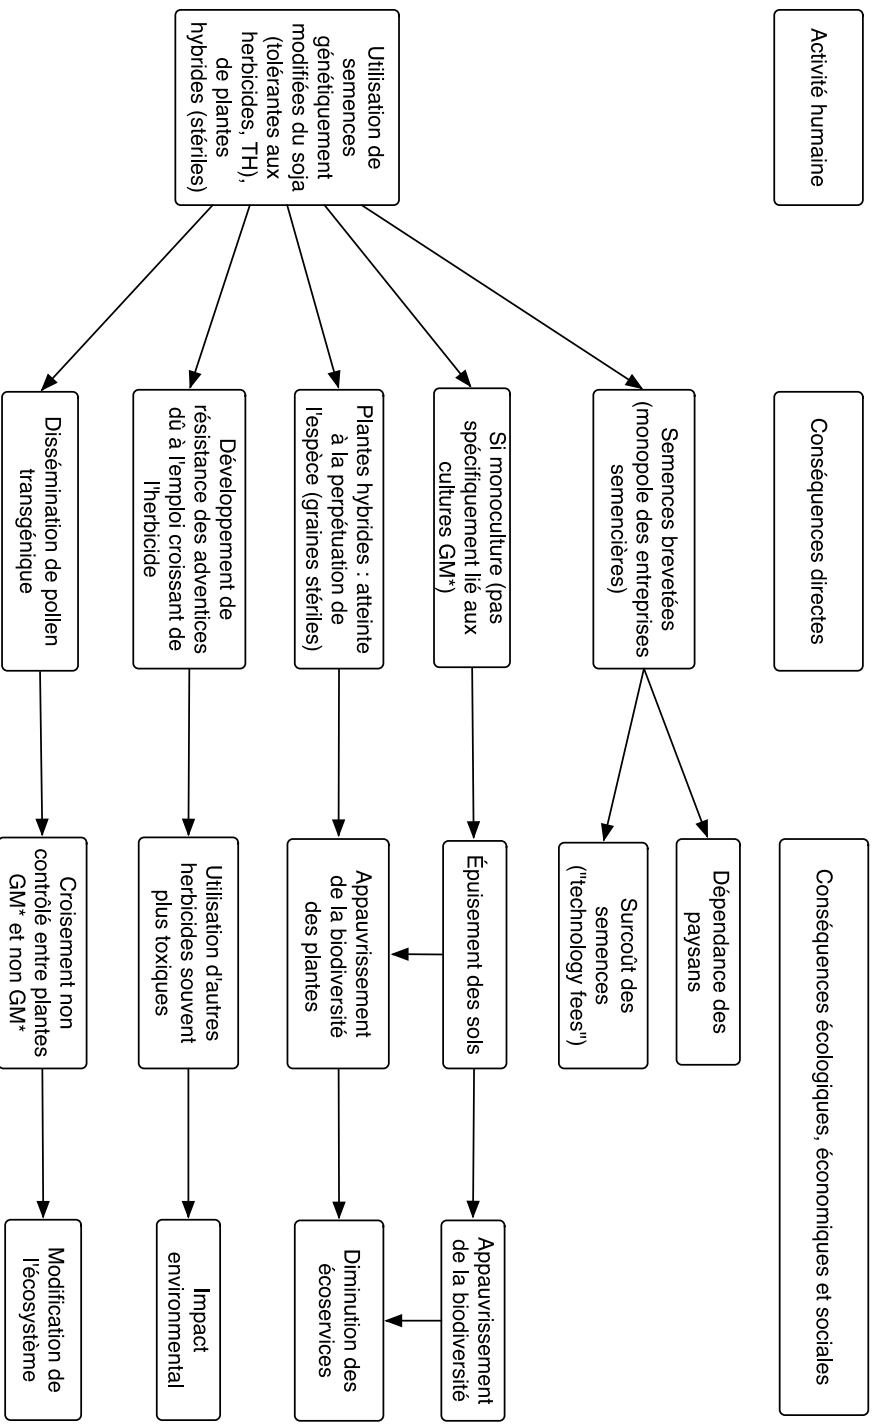 Activité humaine
Conséquences directes
Conséquences écologiques, économiques et sociales
Utilisation de
semences
génétiquement
modifiées du soja
(tolérantes aux
herbicides, TH),
de plantes
hybrides (stériles)
Semences brevetées
(monopole des entreprises
semencières)
Dépendance des
paysans
Surcoût des
semences
("technology fees")
Si monoculture (pas
spécifiquement lié aux
cultures GM*)
Épuisement des sols
Appauvrissement
de la biodiversité
Plantes hybrides : atteinte
à la perpétuation de
l'espèce (graines stériles)
Appauvrissement
de la biodiversité
des plantes
Diminution des
écoservices
Développement de
résistance des adventices
dû à l'emploi croissant de
l'herbicide
Utilisation d'autres
herbicides souvent
plus toxiques
Impact
environmental
Dissémination de pollen
transgénique
Croisement non
contrôlé entre plantes
GM* et non GM*
Modification de
l'écosystème